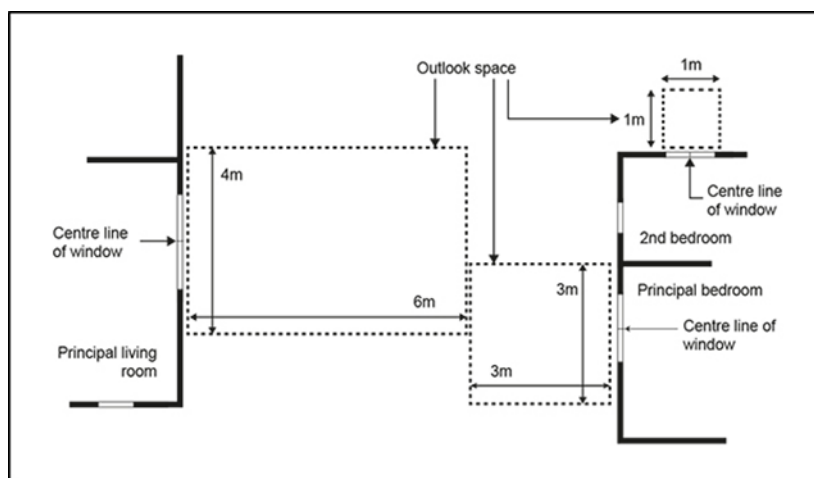 Outlook space
1m
1m
4m
Centre line
of window
Centre line
of window
2nd bedroom
3m
Principal bedroom
6m
Centre line of
window
Principal living
room
3m